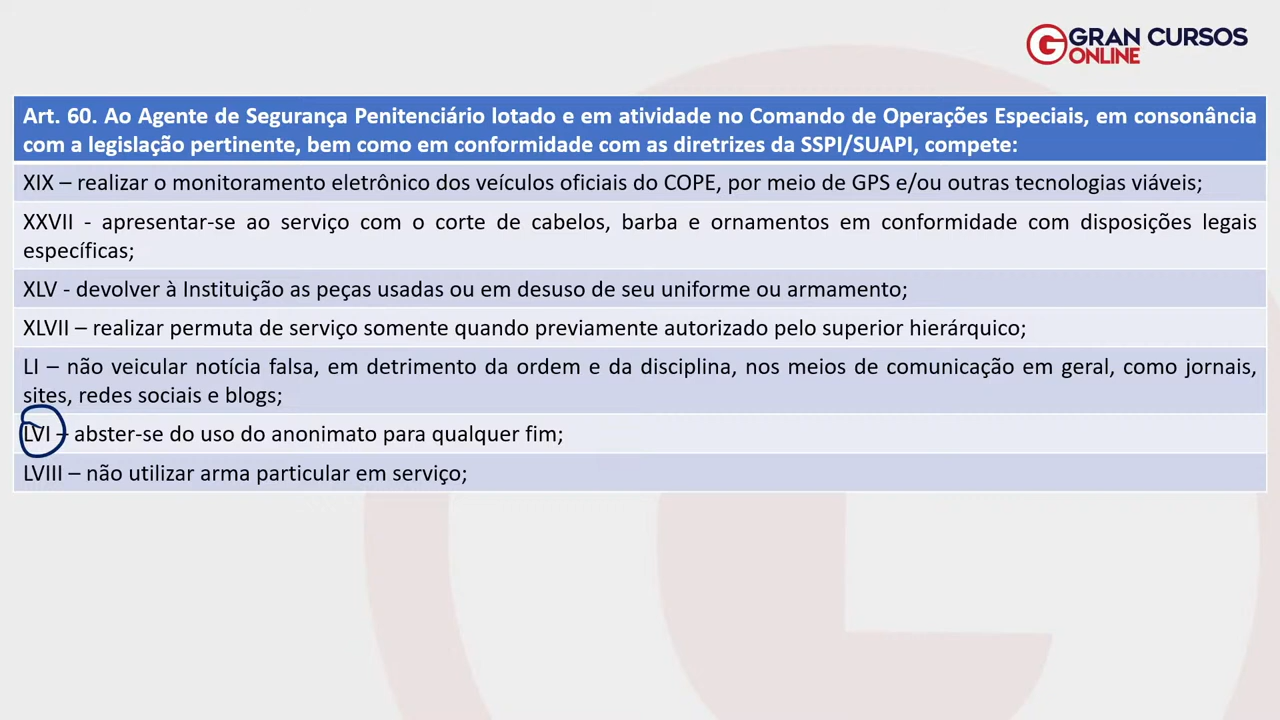 GRAN CURSOS
ONLINE
Art. 60. Ao Agente de Segurança Penitenciário lotado e em atividade no Comando de Operações Especiais, em consonância
com a legislação pertinente, bem como em conformidade com as diretrizes da SSPI/SUAPI, compete:
XIX – realizar o monitoramento eletrônico dos veículos oficiais do COPE, por meio de GPS e/ou outras tecnologias viáveis;
XXVII - apresentar-se ao serviço com o corte de cabelos, barba e ornamentos em conformidade com disposições legais
específicas;
XLV - devolver à Instituição as peças usadas ou em desuso de seu uniforme ou armamento;
XLVII – realizar permuta de serviço somente quando previamente autorizado pelo superior hierárquico;
LI – não veicular notícia falsa, em detrimento da ordem e da disciplina, nos meios de comunicação em geral, como jornais,
sites, redes sociais e blogs;
LVI – abster-se do uso do anonimato para qualquer fim;
LVIII – não utilizar arma particular em serviço;